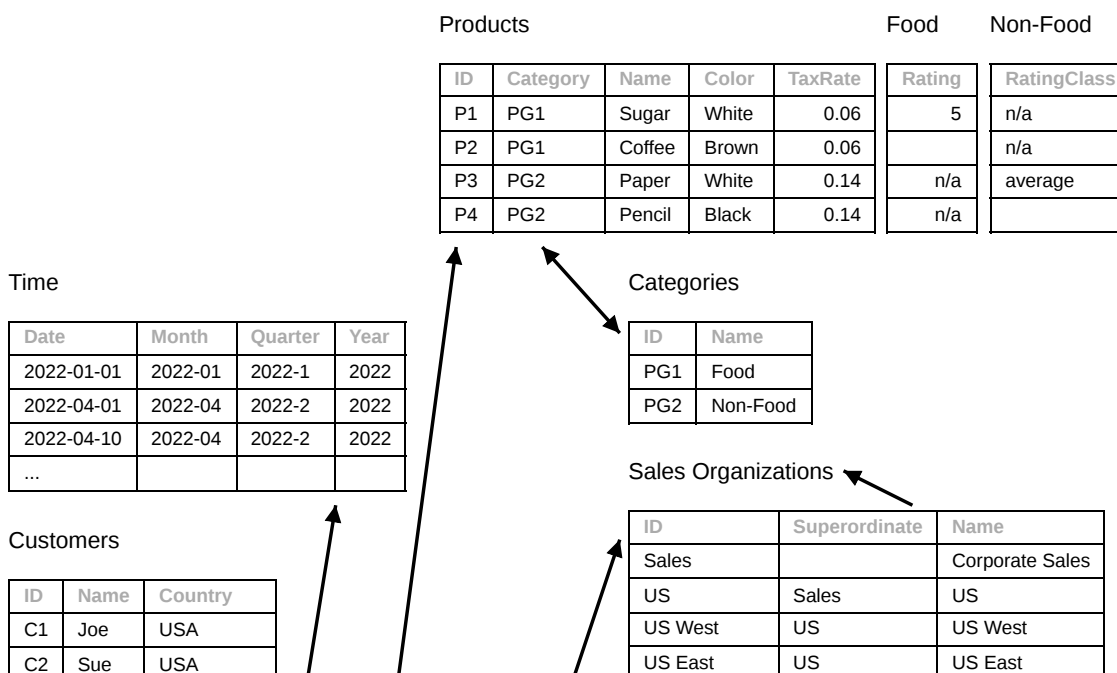 Products Food Non-Food
ID Category Name Color TaxRate Rating RatingClass
P1 PG1 Sugar White 0.06 5 n/a
P2 PG1 Coffee Brown 0.06 n/a
P3 PG2 Paper White 0.14 n/a average
P4 PG2 Pencil Black 0.14 n/a
Time
Date Month Quarter Year
2022-01-01 2022-01 2022-1 2022
2022-04-01 2022-04 2022-2 2022
2022-04-10 2022-04 2022-2 2022
...
Categories
ID Name
PG1 Food
PG2 Non-Food
Customers
ID Name Country
C1 Joe USA
C2 Sue USA
Sales Organizations
ID Superordinate Name
Sales Corporate Sales
US Sales US
US West US US West
US East US US East